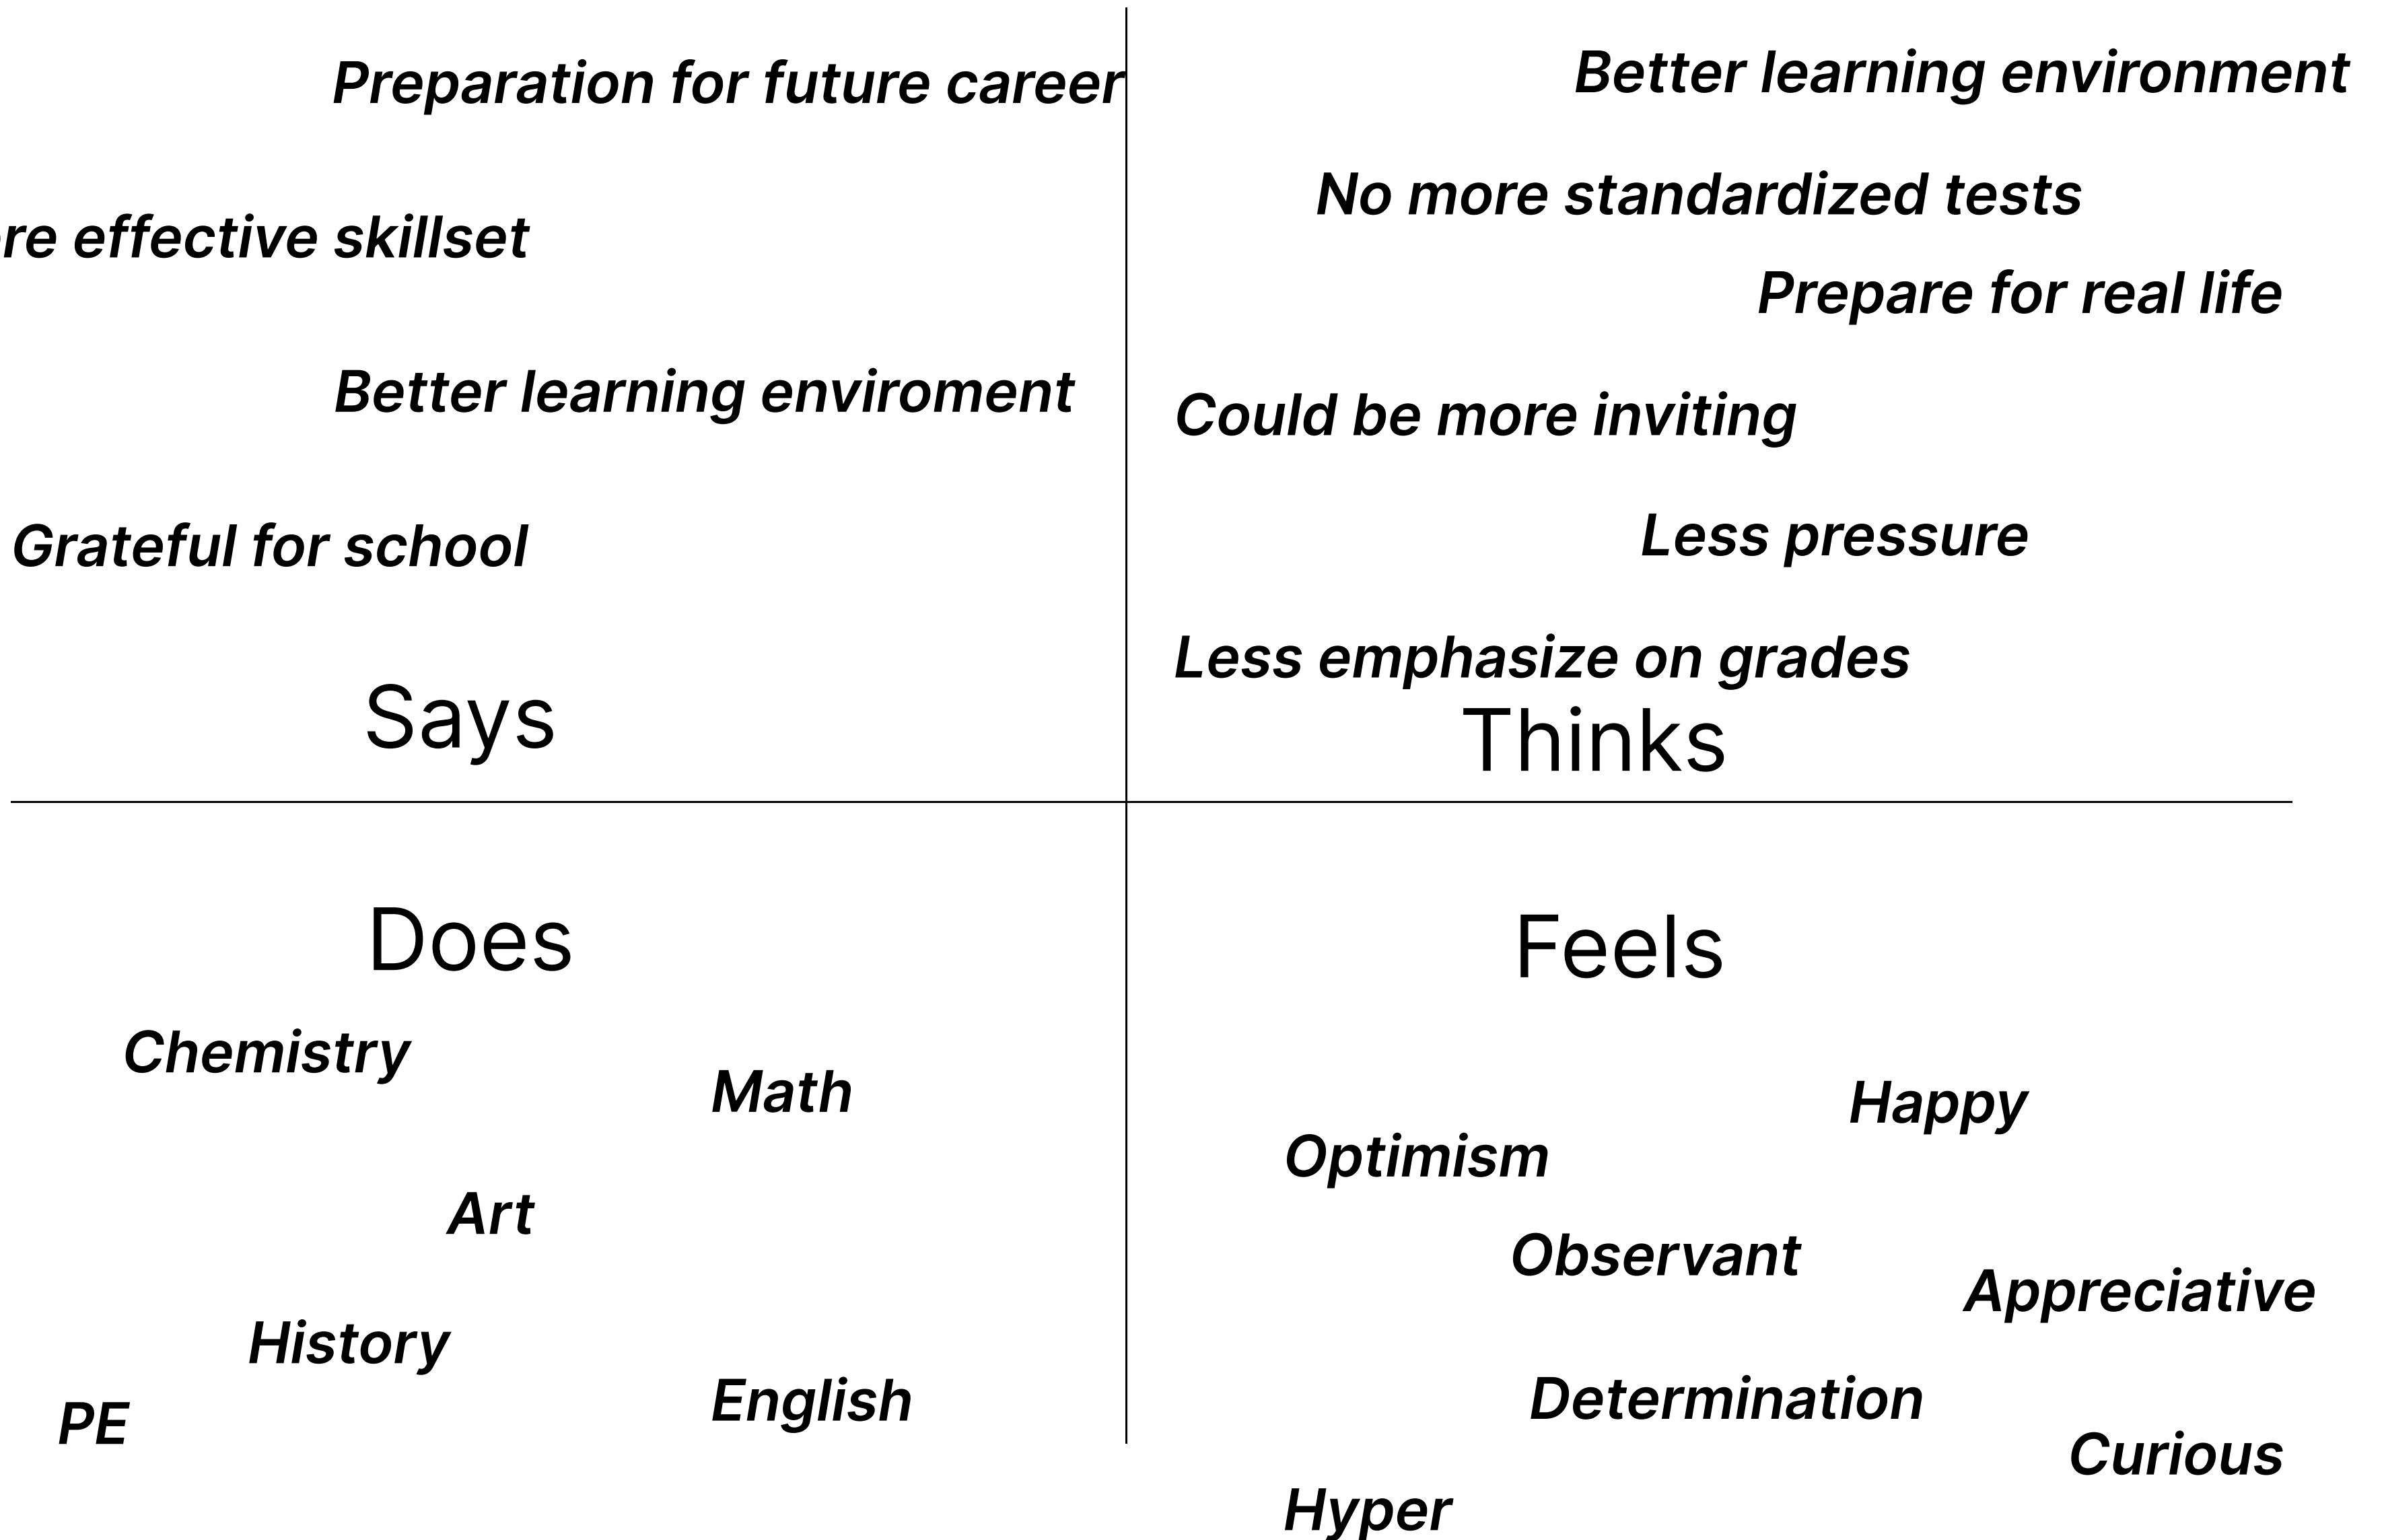 Preparation for future career
effective skillset
Better learning enviroment
Grateful for school
Says
Better learning environment
No more standardized tests
Prepare for real life
Could be more inviting
Less pressure
Less emphasize on grades
Thinks
Does
Chemistry
Math
Art
History
English
PE
Feels
Happy
Optimism
Observant
Appreciative
Determination
Curious
Hyper